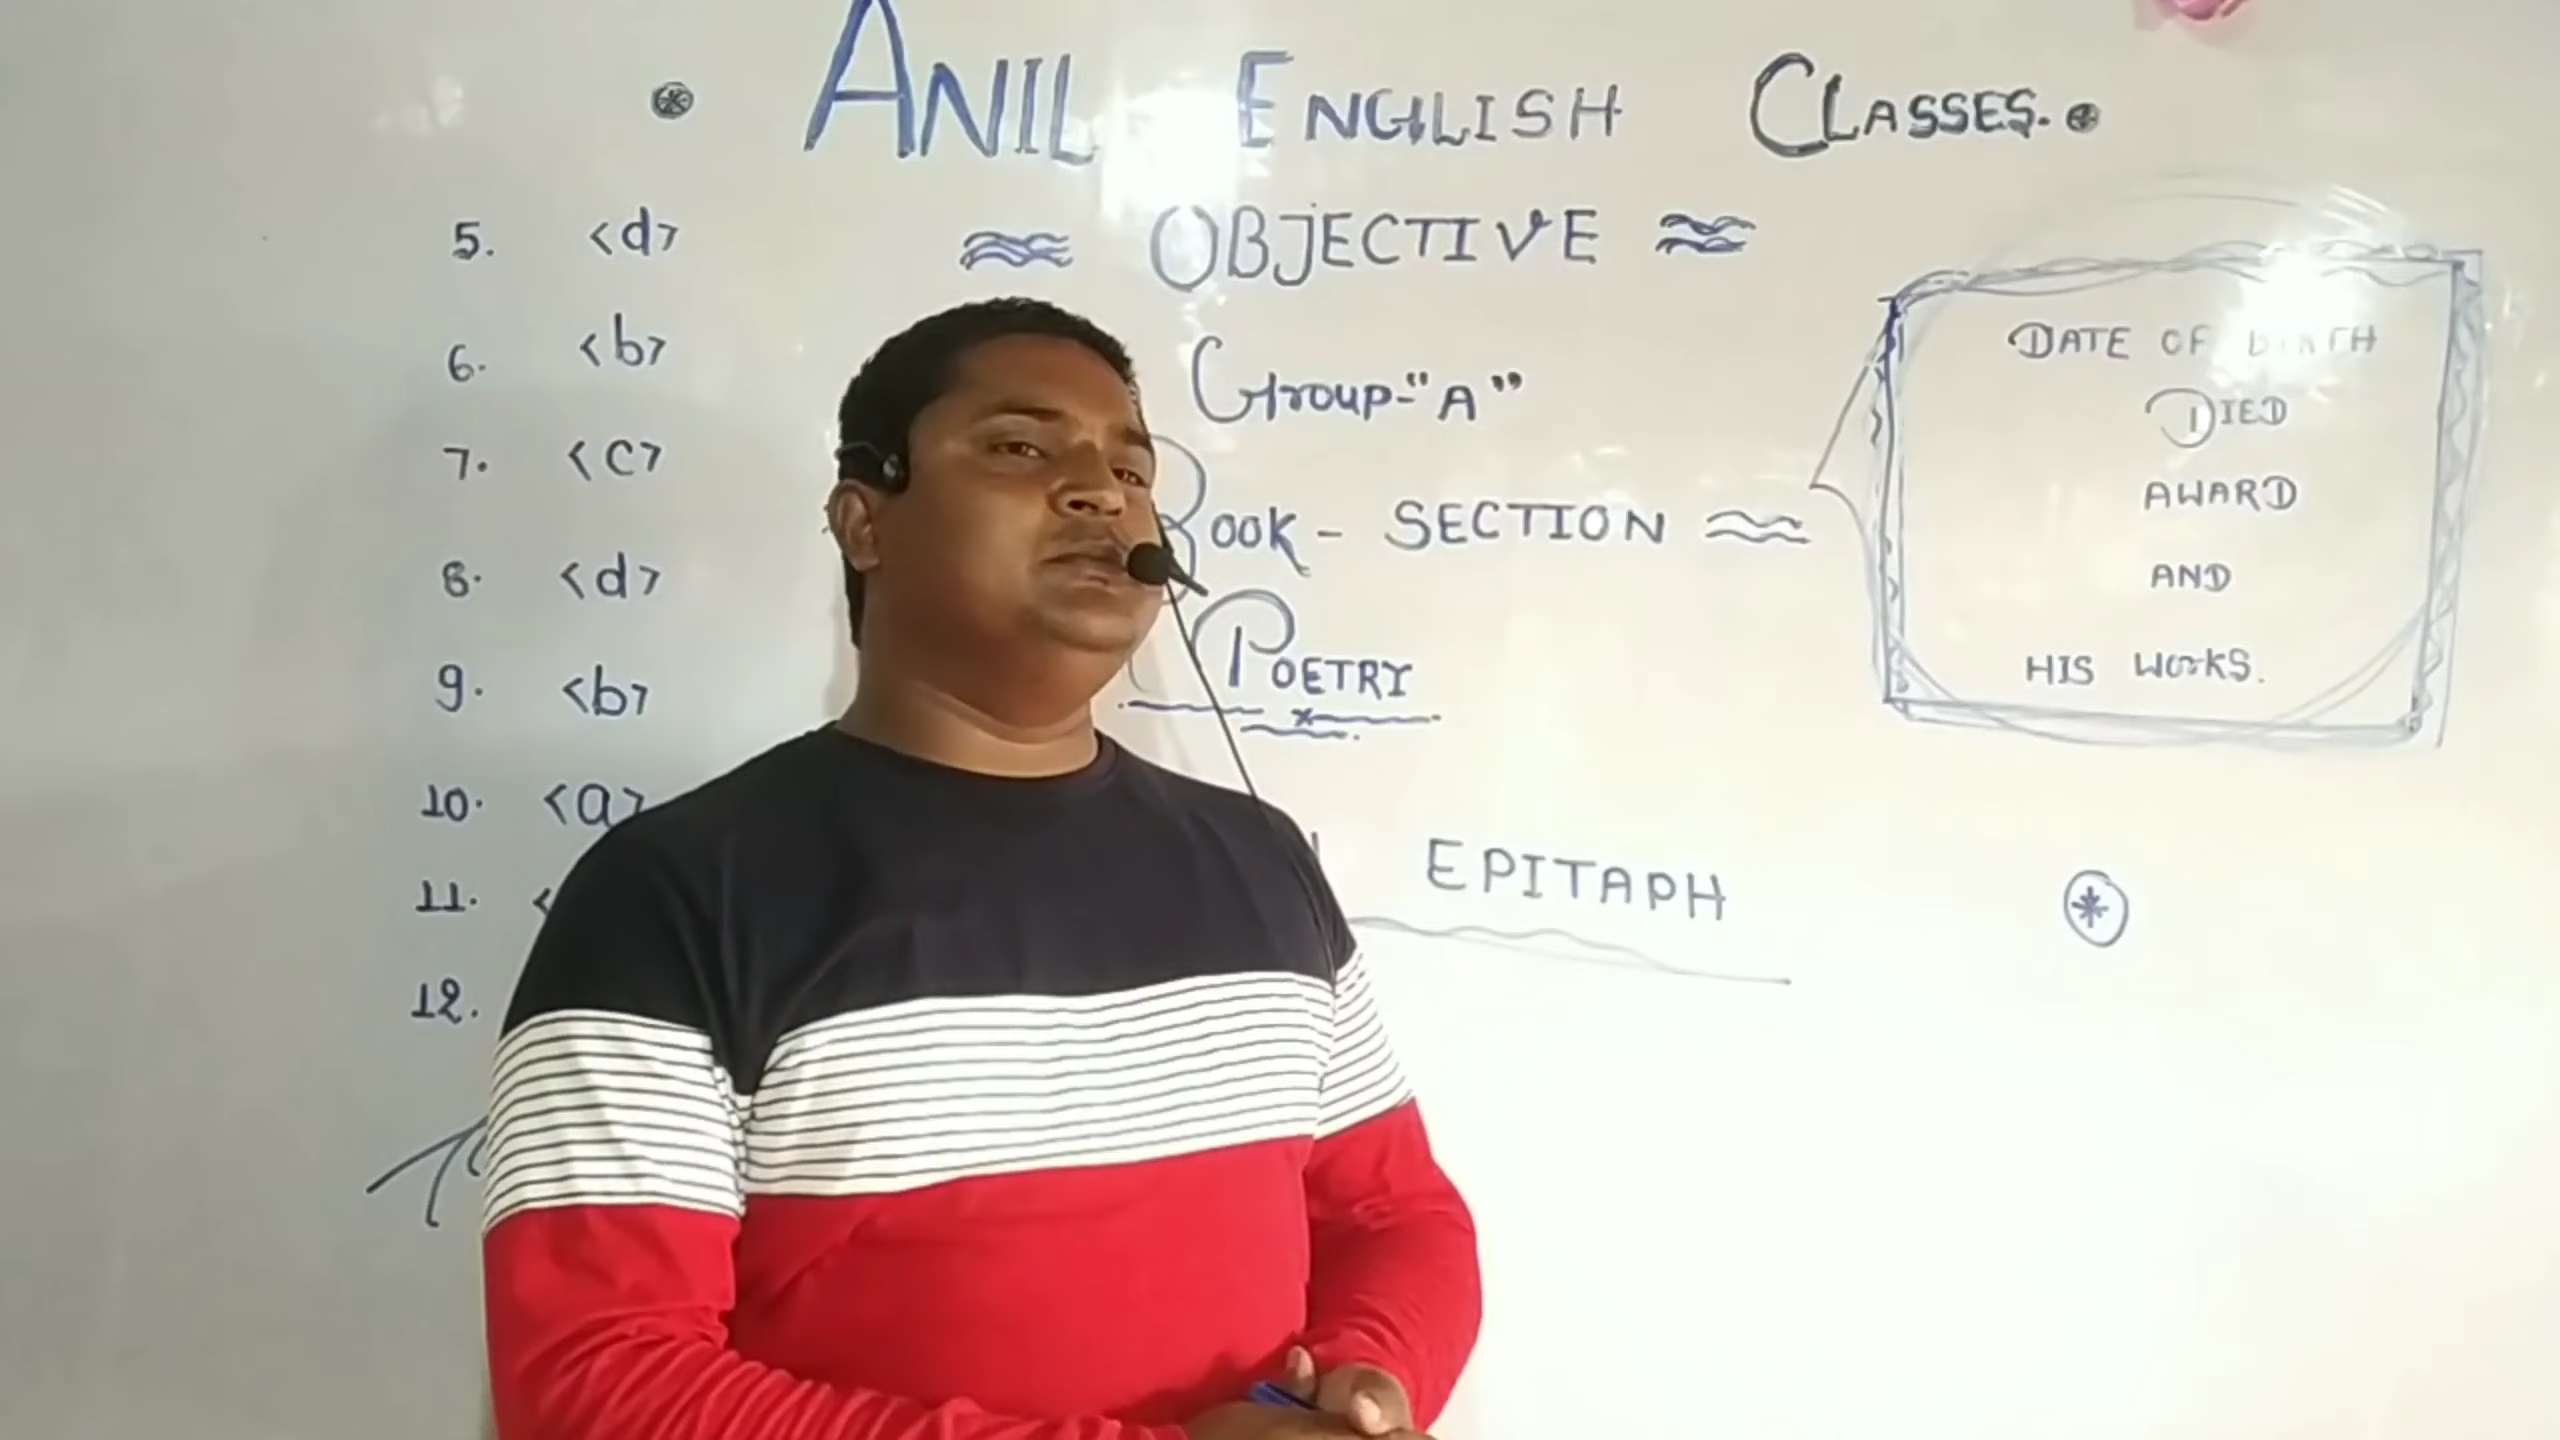 ANIL ENGLISH CLASSES.
OBJECTIVE
Group-"A"
BOOK - SECTION
POETRY
EPITAPH
5. <d>
6. <b>
7. <c>
8. <d>
9. <b>
10. <a>
11.
12.
DATE OF BIRTH
DIED
AWARD
AND
HIS WORKS.